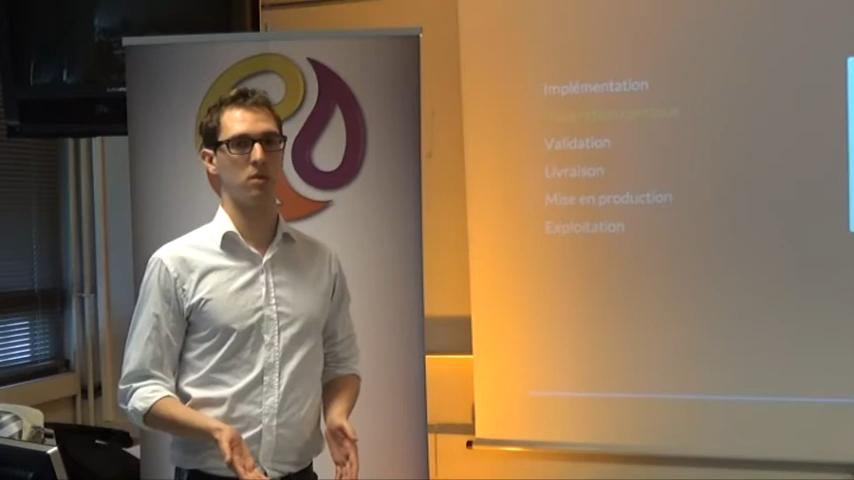 Implémentation
Validation
Livraison
Mise en production
Exploitation